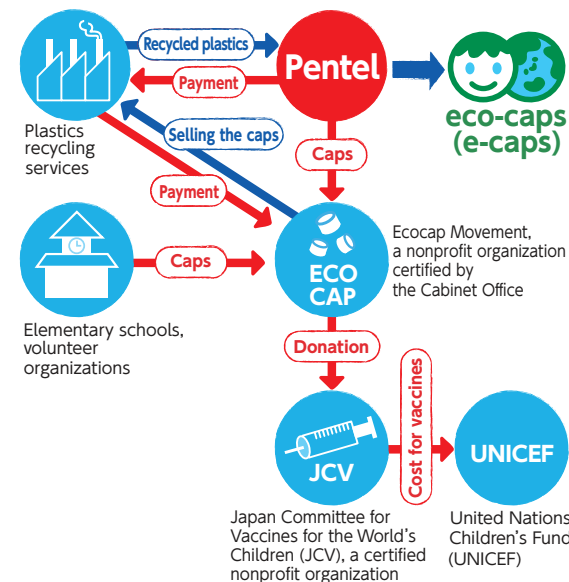 Recycled plastics
Payment
Pentel
eco-caps
(e-caps)
Plastics
recycling
services
Selling the caps
Payment
Caps
Caps
ECO
CAP
Ecocap Movement,
a nonprofit organization
certified by
the Cabinet Office
Elementary schools,
volunteer
organizations
Donation
JCV
Cost for vaccines
UNICEF
Japan Committee for
Vaccines for the World's
Children (JCV), a certified
nonprofit organization
United Nations
Children's Fund
(UNICEF)